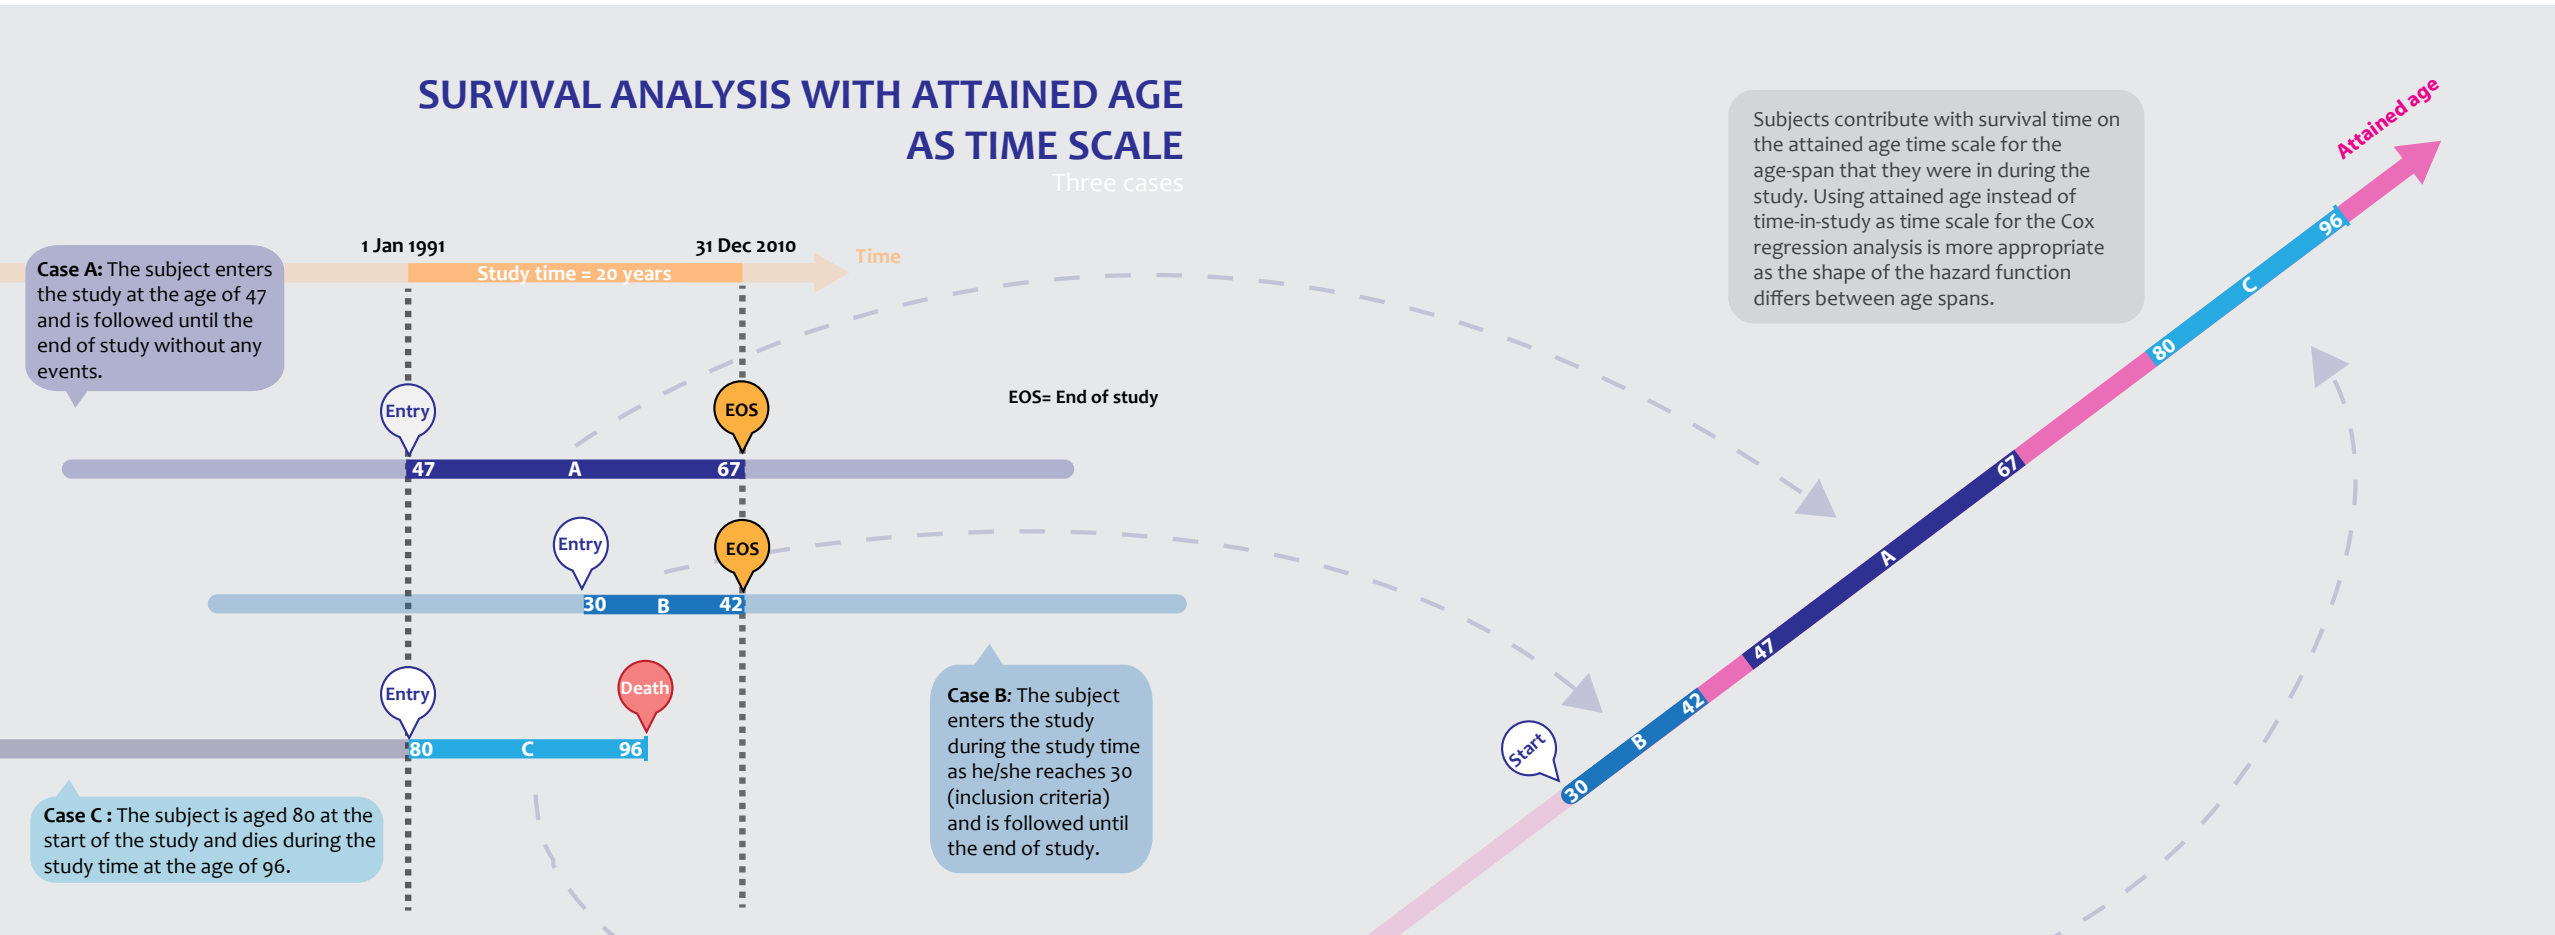 SURVIVAL ANALYSIS WITH ATTAINED AGE
AS TIME SCALE
Three cases
1 Jan 1991
31 Dec 2010
Study time = 20 years
Time
Case A: The subject enters
the study at the age of 47
and is followed until the
end of study without any
events.
Entry
EOS
EOS= End of study
47
A
67
Entry
EOS
30
B
42
Entry
Death
80
C
96
Case B: The subject
enters the study
during the study time
as he/she reaches 30
(inclusion criteria)
and is followed until
the end of study.
Case C : The subject is aged 80 at the
start of the study and dies during the
study time at the age of 96.
Subjects contribute with survival time on
the attained age time scale for the
age-span that they were in during the
study. Using attained age instead of
time-in-study as time scale for the Cox
regression analysis is more appropriate
as the shape of the hazard function
differs between age spans.
Attained age
96
C
80
67
A
47
42
B
30
Start